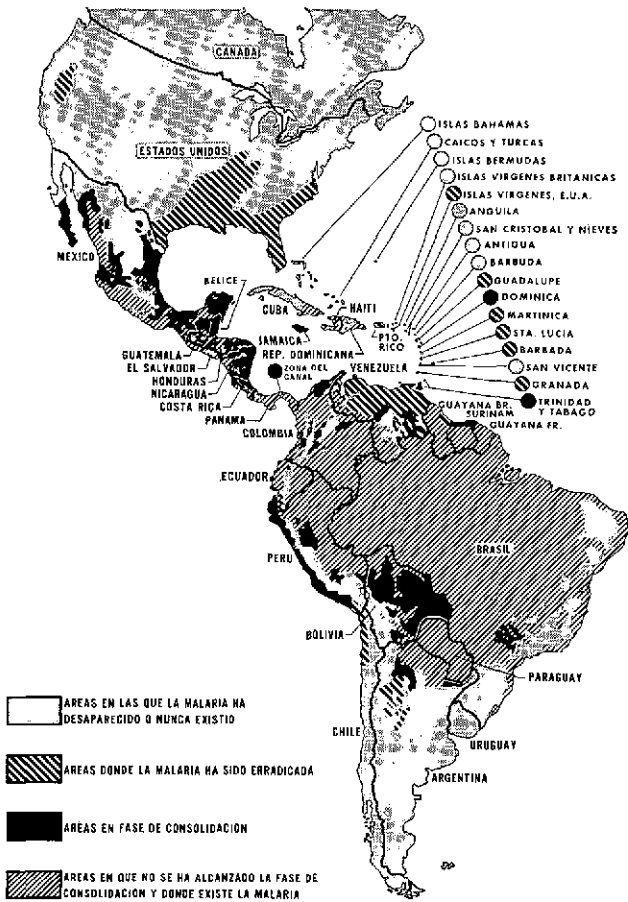 CANADA
ESTADOS UNIDOS
ISLAS BAHAMAS
CAICOS Y TURCAS
ISLAS BERMUDAS
ISLAS VIRGENES BRITANICAS
ISLAS VIRGENES, E.U.A.
ANGUILA
SAN CRISTOBAL Y NIEVES
ANTIGUA
BARBUDA
GUADALUPE
DOMINICA
MARTINICA
STA. LUCIA
BARBADA
SAN VICENTE
GRANADA
TRINIDAD
Y TABAGO
MEXICO
BELICE
CUBA
HAITI
JAMAICA
REP. DOMINICANA
PTO.
RICO
GUATEMALA
EL SALVADOR
HONDURAS
NICARAGUA
COSTA RICA
PANAMA
ZONA DEL
CANAL
VENEZUELA
COLOMBIA
GUAYANA BR.
SURINAM
GUAYANA FR.
ECUADOR
PERU
BRASIL
BOLIVIA
PARAGUAY
CHILE
URUGUAY
ARGENTINA
AREAS EN LAS QUE LA MALARIA HA
DESAPARECIDO O NUNCA EXISTIO
AREAS DONDE LA MALARIA HA SIDO ERRADICADA
AREAS EN FASE DE CONSOLIDACION
AREAS EN QUE NO SE HA ALCANZADO LA FASE DE
CONSOLIDACION Y DONDE EXISTE LA MALARIA